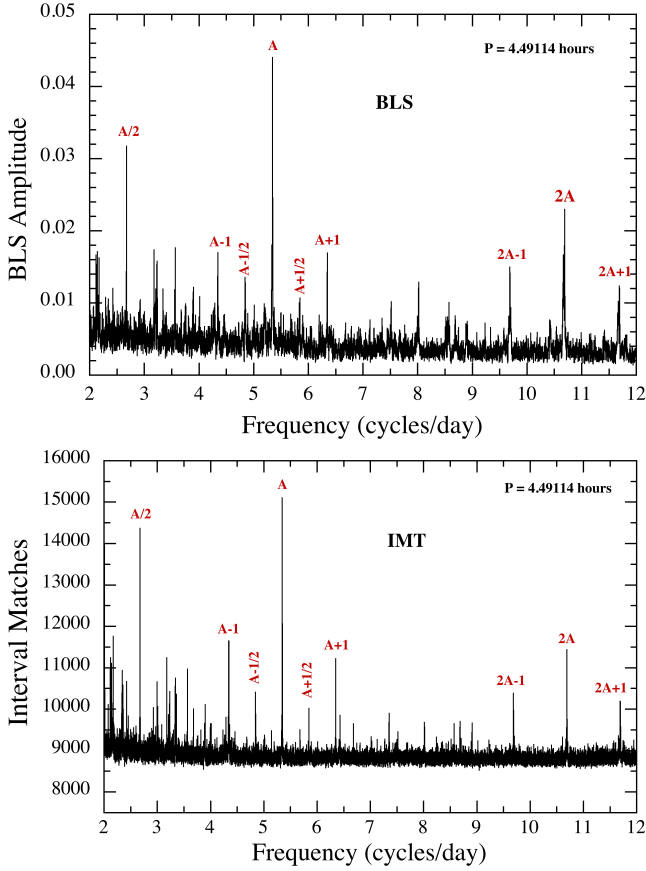 0.05
A
P = 4.49114 hours
0.04
BLS
A/2
0.03
BLS Amplitude
2A
0.02
A-1
A-1/2
A+1/2
A+1
2A-1
2A+1
0.01
0.00
2 3 4 5 6 7 8 9 10 11 12
Frequency (cycles/day)
16000
A
P = 4.49114 hours
15000
A/2
14000
IMT
13000
Interval Matches
12000
A-1
A-1/2
A+1/2
A+1
2A
11000
2A-1
2A+1
10000
9000
8000
2 3 4 5 6 7 8 9 10 11 12
Frequency (cycles/day)